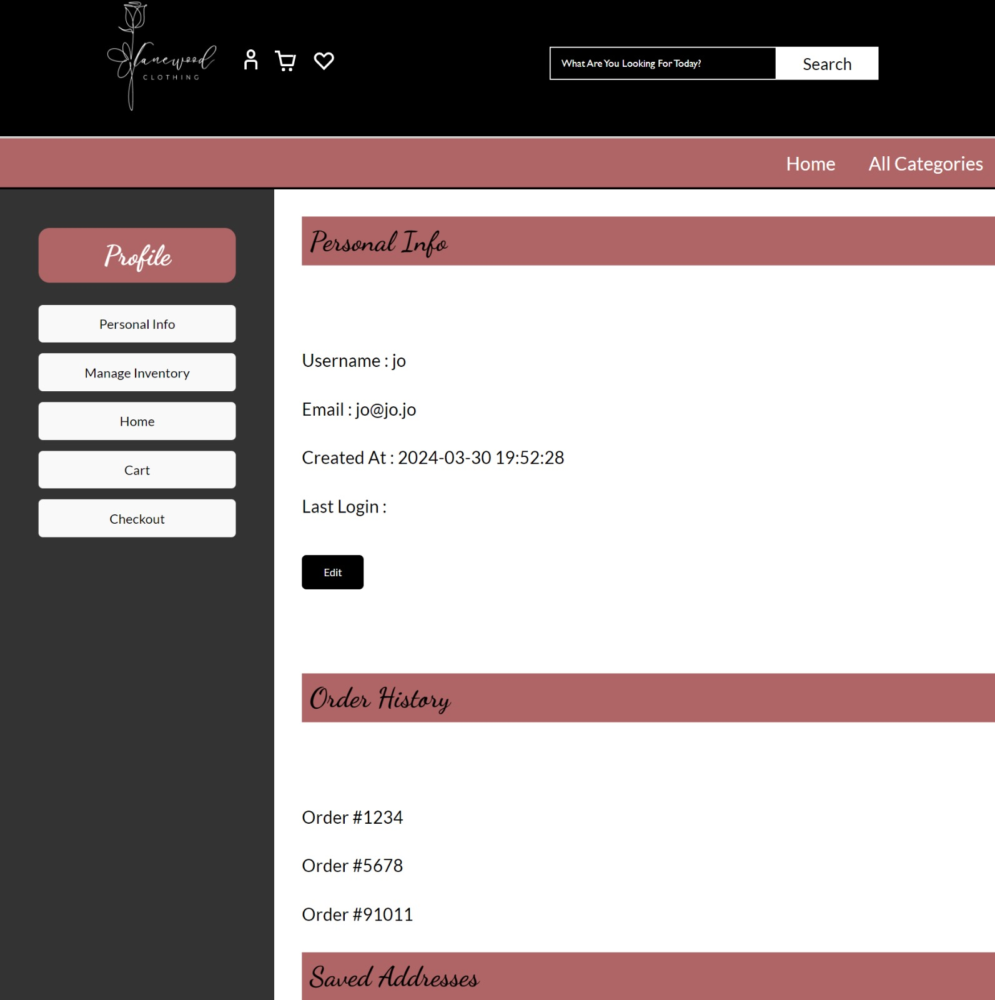 lanewood
CLOTHING
What Are You Looking For Today?
Search
Home
All Categories
Profile
Personal Info
Manage Inventory
Home
Cart
Checkout
Personal Info
Username : jo
Email : jo@jo.jo
Created At : 2024-03-30 19:52:28
Last Login :
Edit
Order History
Order #1234
Order #5678
Order #91011
Saved Addresses